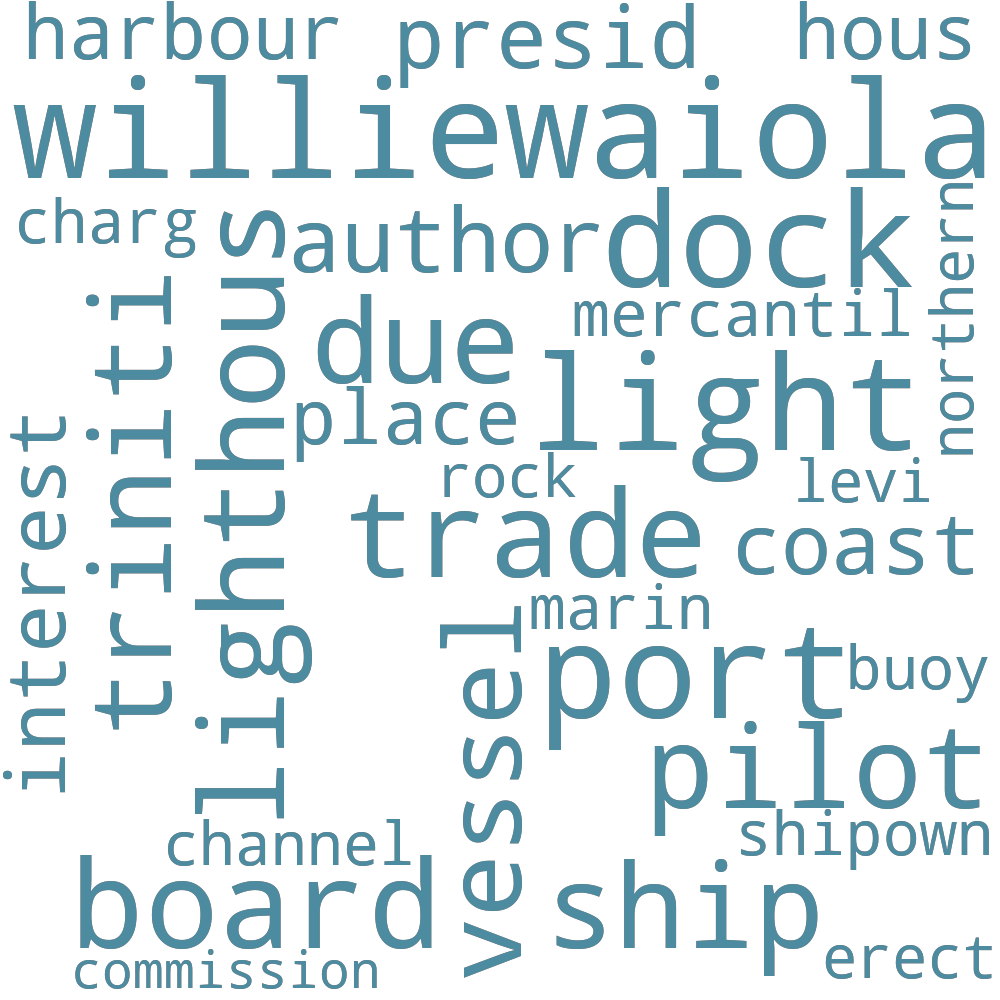 harbour presid hous
williewaiola
charg author dock northern
mercantil
due
triniti lighthous
place light
interest
rock levi
trade coast
marin
vessel
port buoy
pilot
shipown
channel
board ship
erect
commission